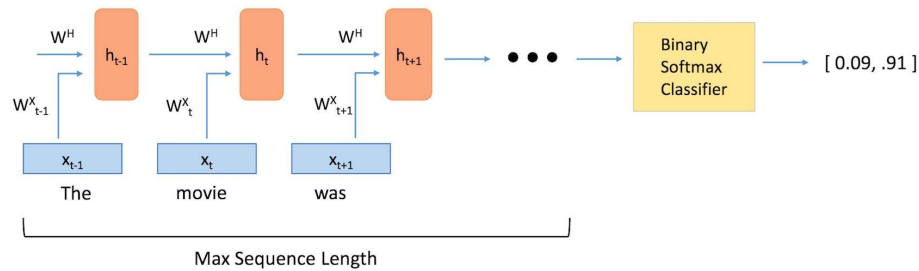 W^H h_{t-1} W^H h_t W^H h_{t+1}
Binary
Softmax
Classifier
[ 0.09, .91 ]
W^X_{t-1} W^X_t W^X_{t+1}
x_{t-1} x_t x_{t+1}
The movie was
Max Sequence Length